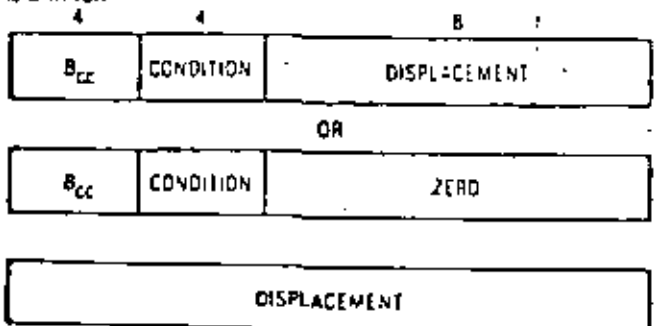 4 4 8
Bcc CONDITION DISPLACEMENT
OR
Bcc CONDITION ZERO
DISPLACEMENT